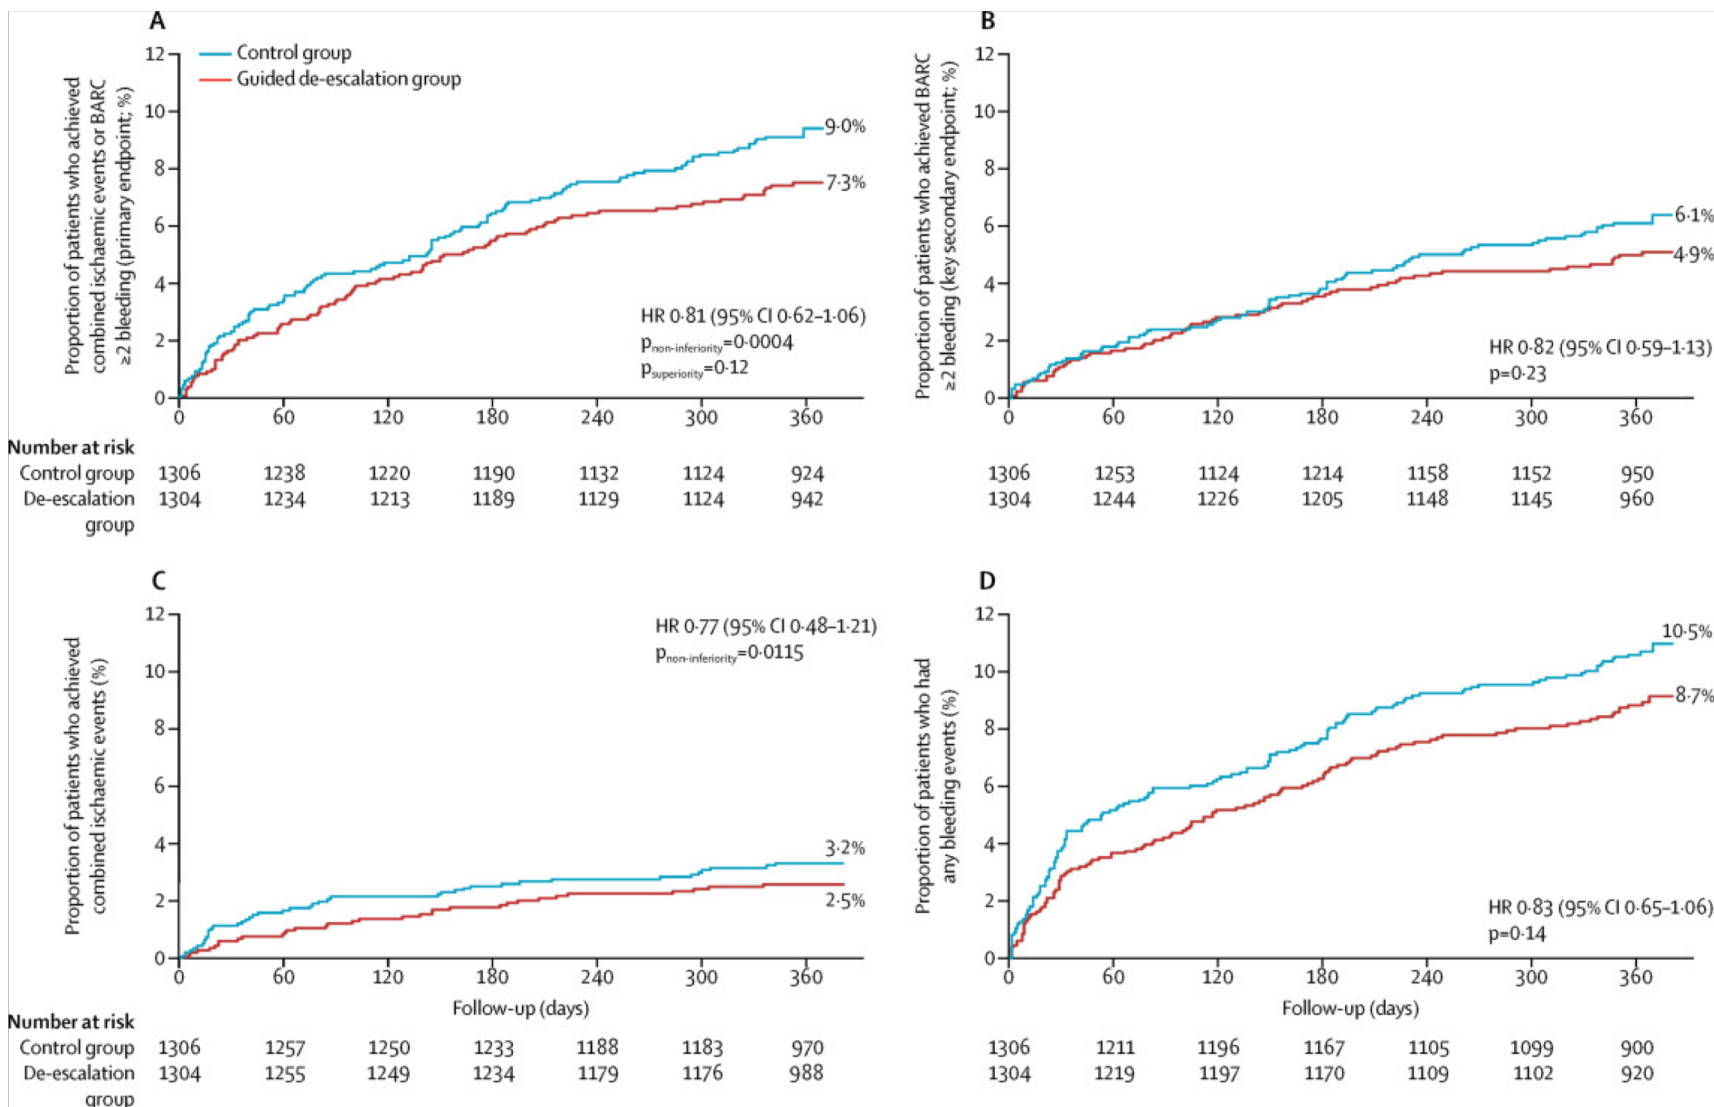 A
Control group
Guided de-escalation group
Proportion of patients who achieved
combined ischaemic events or BARC
≥2 bleeding (primary endpoint; %)
12
10
8
6
4
2
0
9·0%
7·3%
HR 0·81 (95% CI 0·62–1·06)
pnon-inferiority=0·0004
psuperiority=0·12
0 60 120 180 240 300 360
Number at risk
Control group 1306 1238 1220 1190 1132 1124 924
De-escalation 1304 1234 1213 1189 1129 1124 942
group
B
Proportion of patients who achieved BARC
≥2 bleeding (key secondary endpoint; %)
12
10
8
6
4
2
0
6·1%
4·9%
HR 0·82 (95% CI 0·59–1·13)
p=0·23
0 60 120 180 240 300 360
1306 1253 1124 1214 1158 1152 950
1304 1244 1226 1205 1148 1145 960
C
Proportion of patients who achieved
combined ischaemic events (%)
12
10
8
6
4
2
0
HR 0·77 (95% CI 0·48–1·21)
pnon-inferiority=0·0115
3·2%
2·5%
0 60 120 180 240 300 360
Follow-up (days)
Number at risk
Control group 1306 1257 1250 1233 1188 1183 970
De-escalation 1304 1255 1249 1234 1179 1176 988
group
D
Proportion of patients who had
any bleeding events (%)
12
10
8
6
4
2
0
10·5%
8·7%
HR 0·83 (95% CI 0·65–1·06)
p=0·14
0 60 120 180 240 300 360
Follow-up (days)
1306 1211 1196 1167 1105 1099 900
1304 1219 1197 1170 1109 1102 920